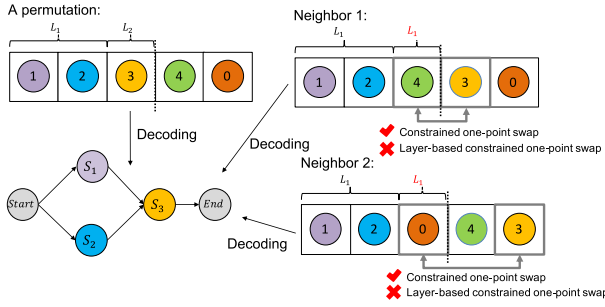 A permutation:
L₁ L₂
1 2 3 4 0
Decoding
Start S₁ S₂ S₃ End
Neighbor 1:
L₁ L₁
1 2 4 3 0
Constrained one-point swap
Layer-based constrained one-point swap
Decoding
Neighbor 2:
L₁ L₁
1 2 0 4 3
Decoding
Constrained one-point swap
Layer-based constrained one-point swap